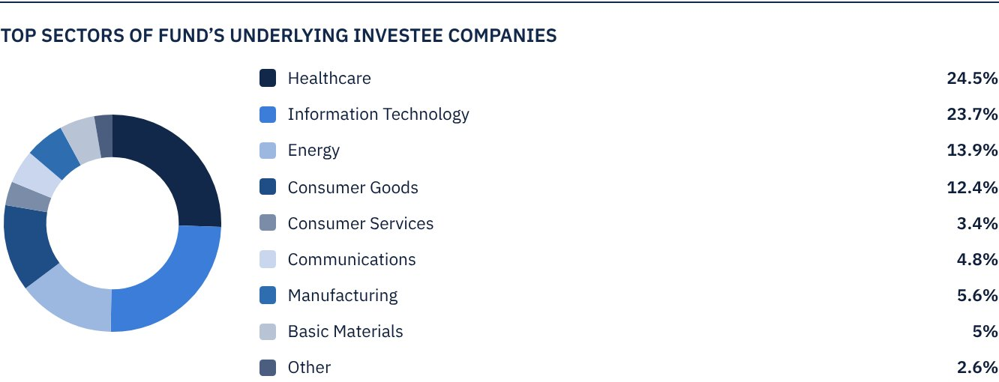 TOP SECTORS OF FUND’S UNDERLYING INVESTEE COMPANIES
Healthcare 24.5%
Information Technology 23.7%
Energy 13.9%
Consumer Goods 12.4%
Consumer Services 3.4%
Communications 4.8%
Manufacturing 5.6%
Basic Materials 5%
Other 2.6%